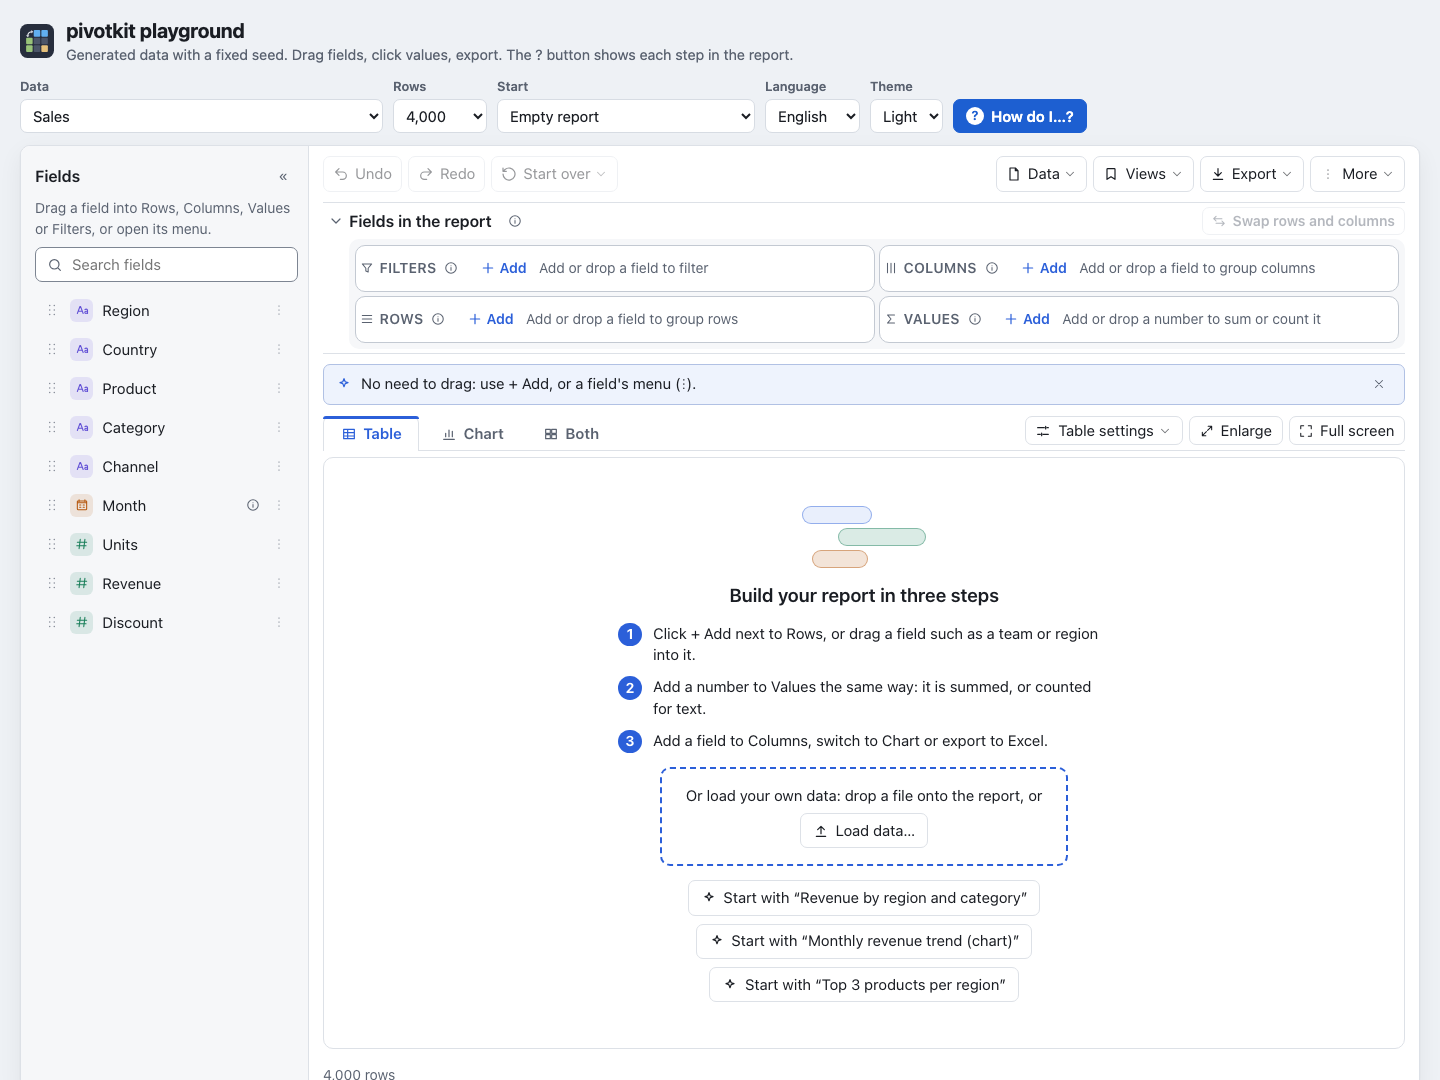 pivotkit playground
Generated data with a fixed seed. Drag fields, click values, export. The ? button shows each step in the report.
Data
Rows
Start
Language
Theme
Sales
4,000
Empty report
English
Light
? How do I...?
Fields
«
Drag a field into Rows, Columns, Values
or Filters, or open its menu.
Search fields
Aa Region
Aa Country
Aa Product
Aa Category
Aa Channel
Month
# Units
# Revenue
# Discount
Undo
Redo
Start over
Data
Views
Export
More
Fields in the report
Swap rows and columns
FILTERS + Add Add or drop a field to filter
COLUMNS + Add Add or drop a field to group columns
ROWS + Add Add or drop a field to group rows
Σ VALUES + Add Add or drop a number to sum or count it
No need to drag: use + Add, or a field's menu (⋮).
Table
Chart
Both
Table settings
Enlarge
Full screen
Build your report in three steps
1 Click + Add next to Rows, or drag a field such as a team or region
into it.
2 Add a number to Values the same way: it is summed, or counted
for text.
3 Add a field to Columns, switch to Chart or export to Excel.
Or load your own data: drop a file onto the report, or
Load data...
Start with “Revenue by region and category”
Start with “Monthly revenue trend (chart)”
Start with “Top 3 products per region”
4,000 rows